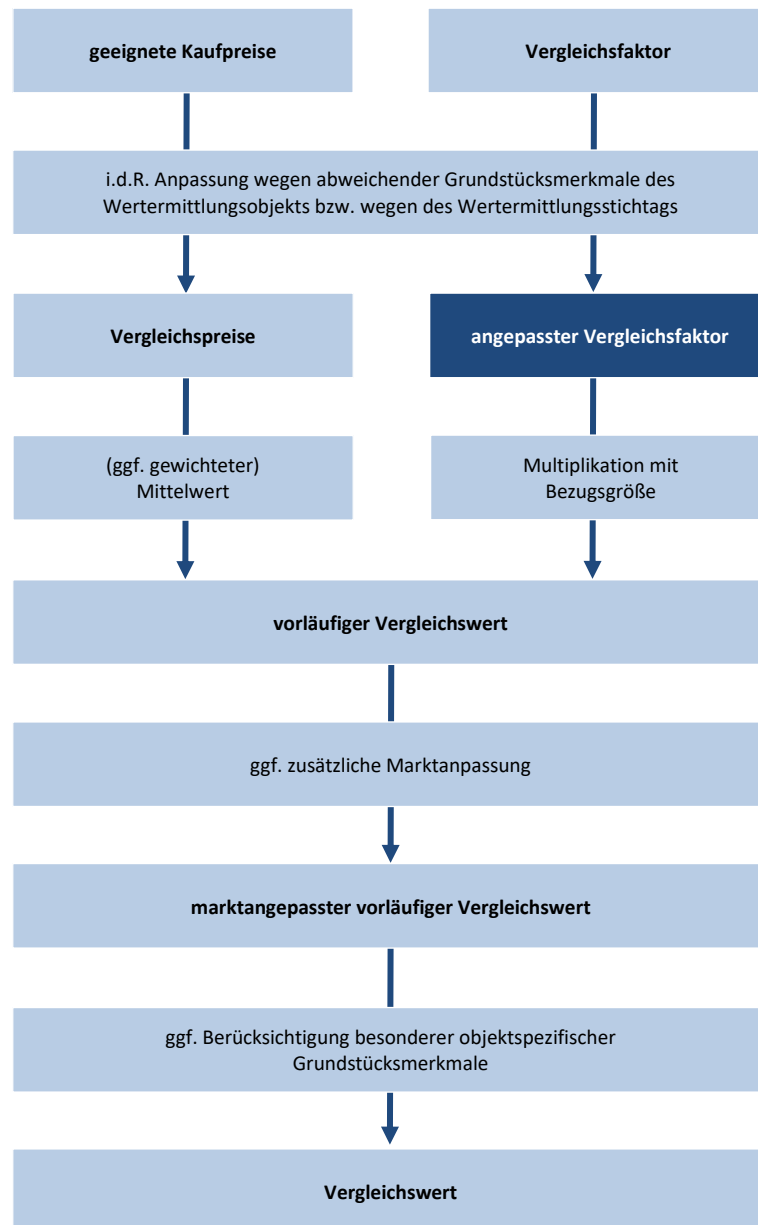 geeignete Kaufpreise
Vergleichsfaktor
i.d.R. Anpassung wegen abweichender Grundstücksmerkmale des
Wertermittlungsobjekts bzw. wegen des Wertermittlungsstichtags
Vergleichspreise
angepasster Vergleichsfaktor
(ggf. gewichteter)
Mittelwert
Multiplikation mit
Bezugsgröße
vorläufiger Vergleichswert
ggf. zusätzliche Marktanpassung
marktangepasster vorläufiger Vergleichswert
ggf. Berücksichtigung besonderer objektspezifischer
Grundstücksmerkmale
Vergleichswert